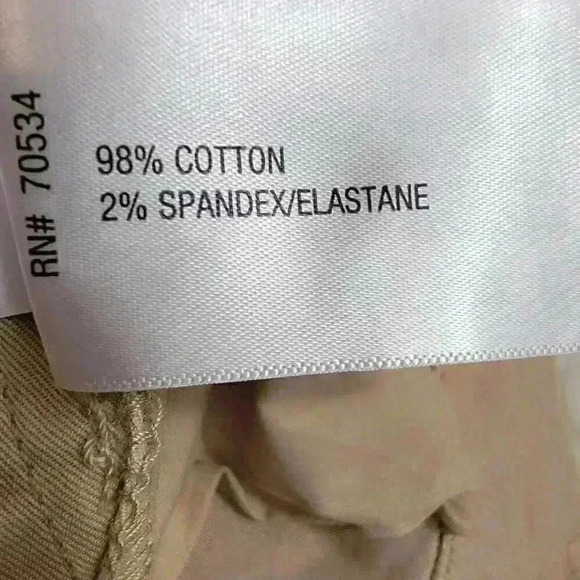 RN# 70534
98% COTTON
2% SPANDEX/ELASTANE